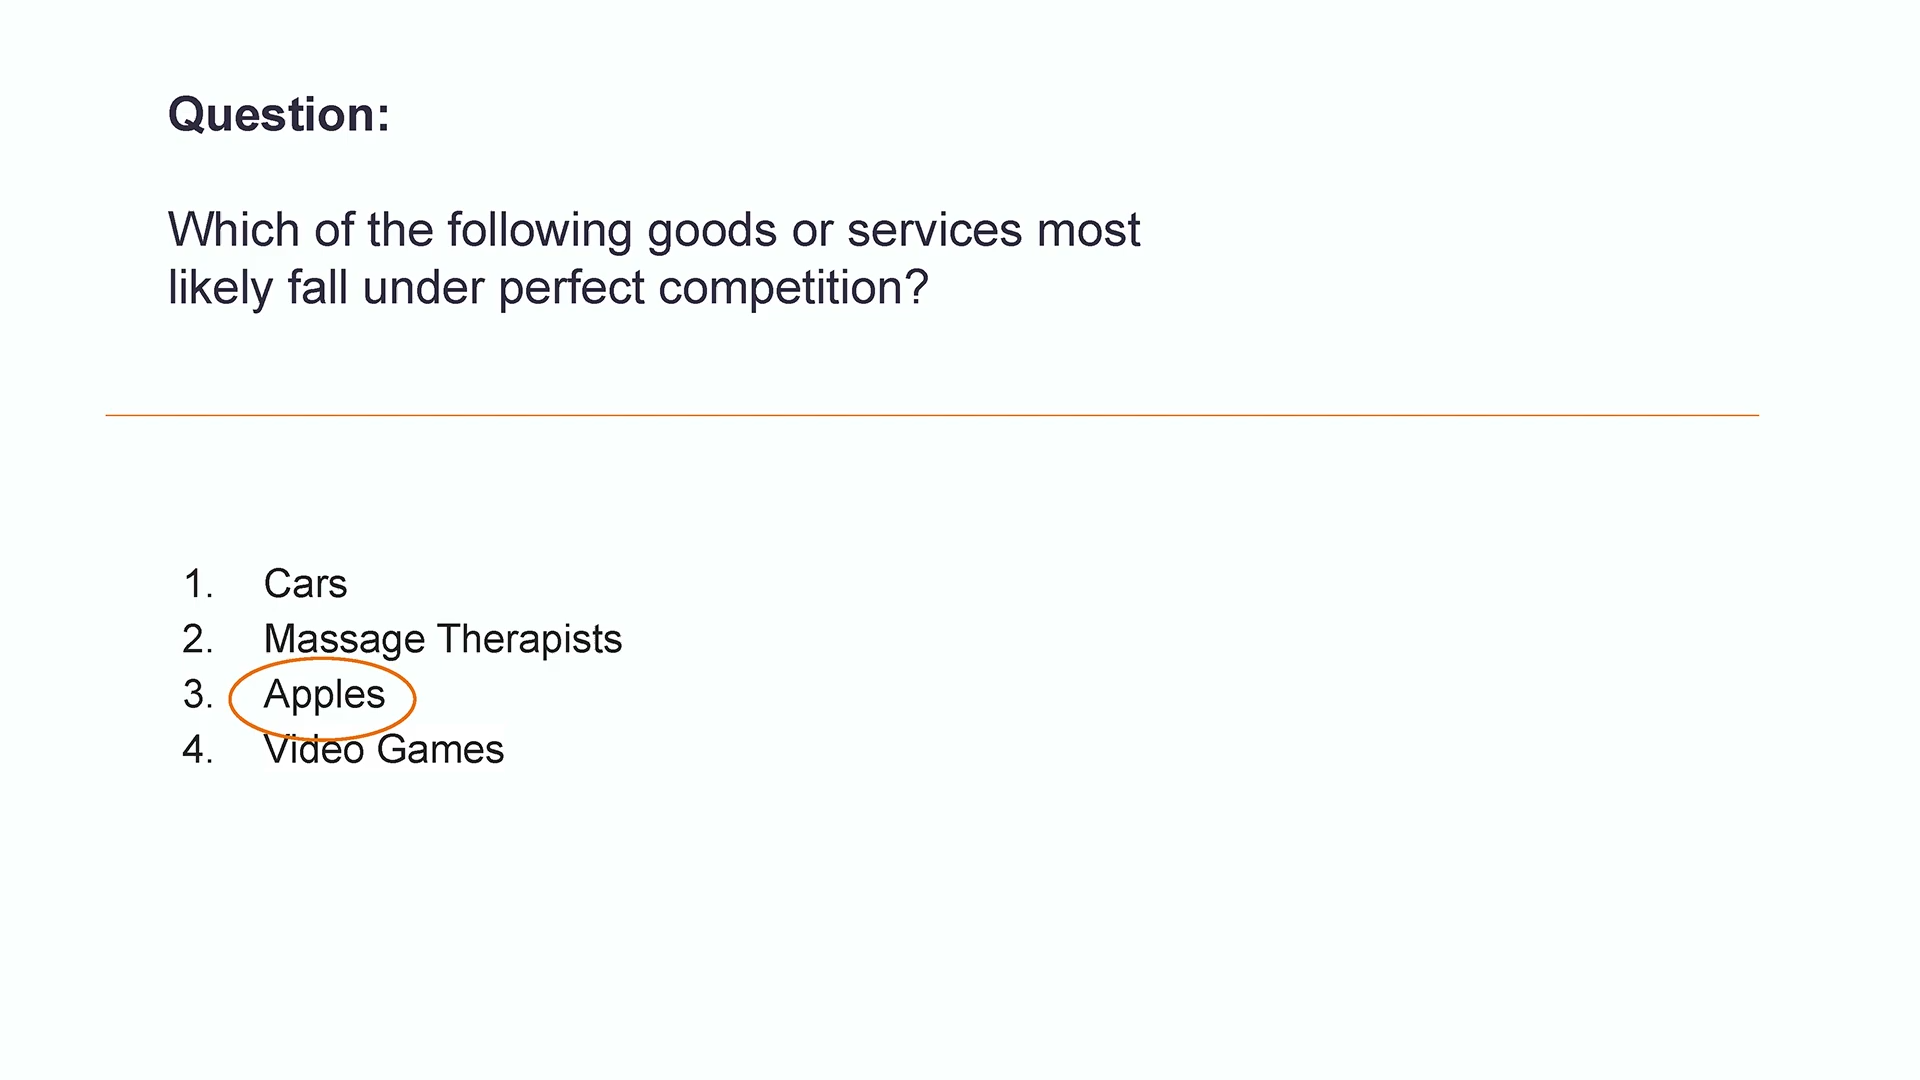 Question:
Which of the following goods or services most
likely fall under perfect competition?
1. Cars
2. Massage Therapists
3. Apples
4. Video Games